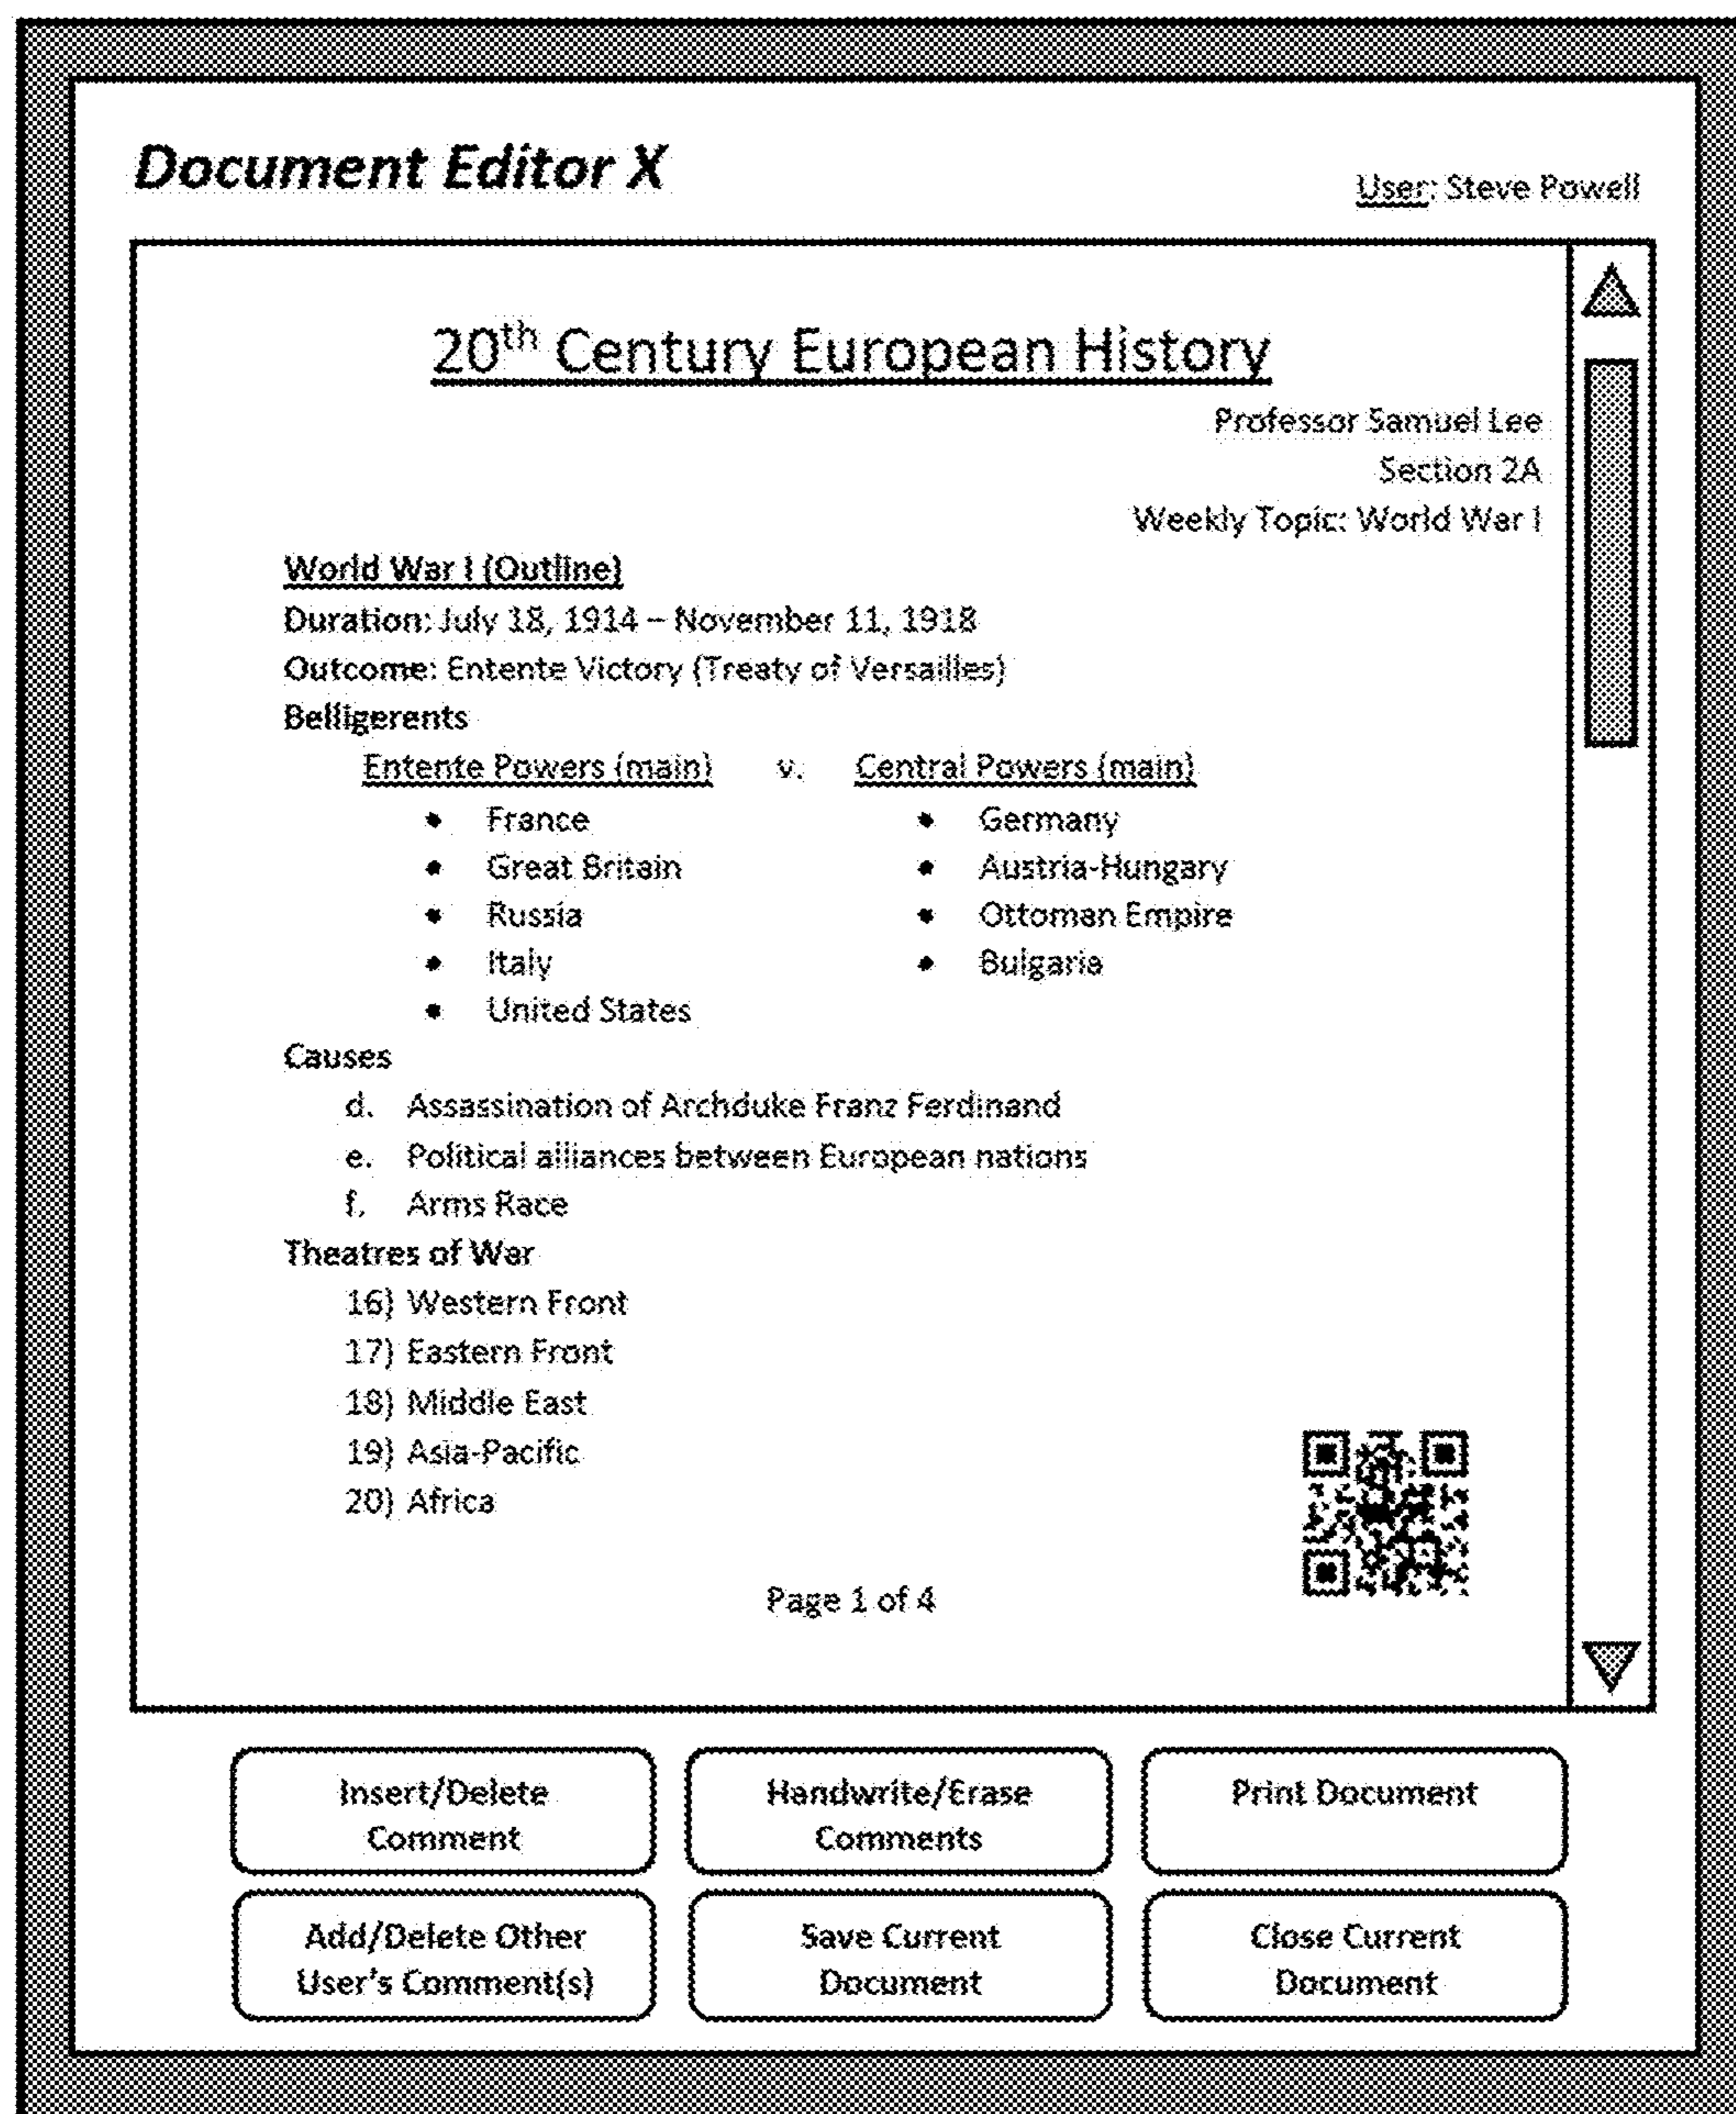 Document Editor X
User: Steve Powell
20th Century European History
Professor Samuel Lee
Section 2A
Weekly Topic: World War I
World War I (Outline)
Duration: July 18, 1914 – November 11, 1918
Outcome: Entente Victory (Treaty of Versailles)
Belligerents
Entente Powers (main) v. Central Powers (main)
• France • Germany
• Great Britain • Austria-Hungary
• Russia • Ottoman Empire
• Italy • Bulgaria
• United States
Causes
d. Assassination of Archduke Franz Ferdinand
e. Political alliances between European nations
f. Arms Race
Theatres of War
16) Western Front
17) Eastern Front
18) Middle East
19) Asia-Pacific
20) Africa
Page 1 of 4
Insert/Delete Comment
Handwrite/Erase Comments
Print Document
Add/Delete Other User's Comment(s)
Save Current Document
Close Current Document